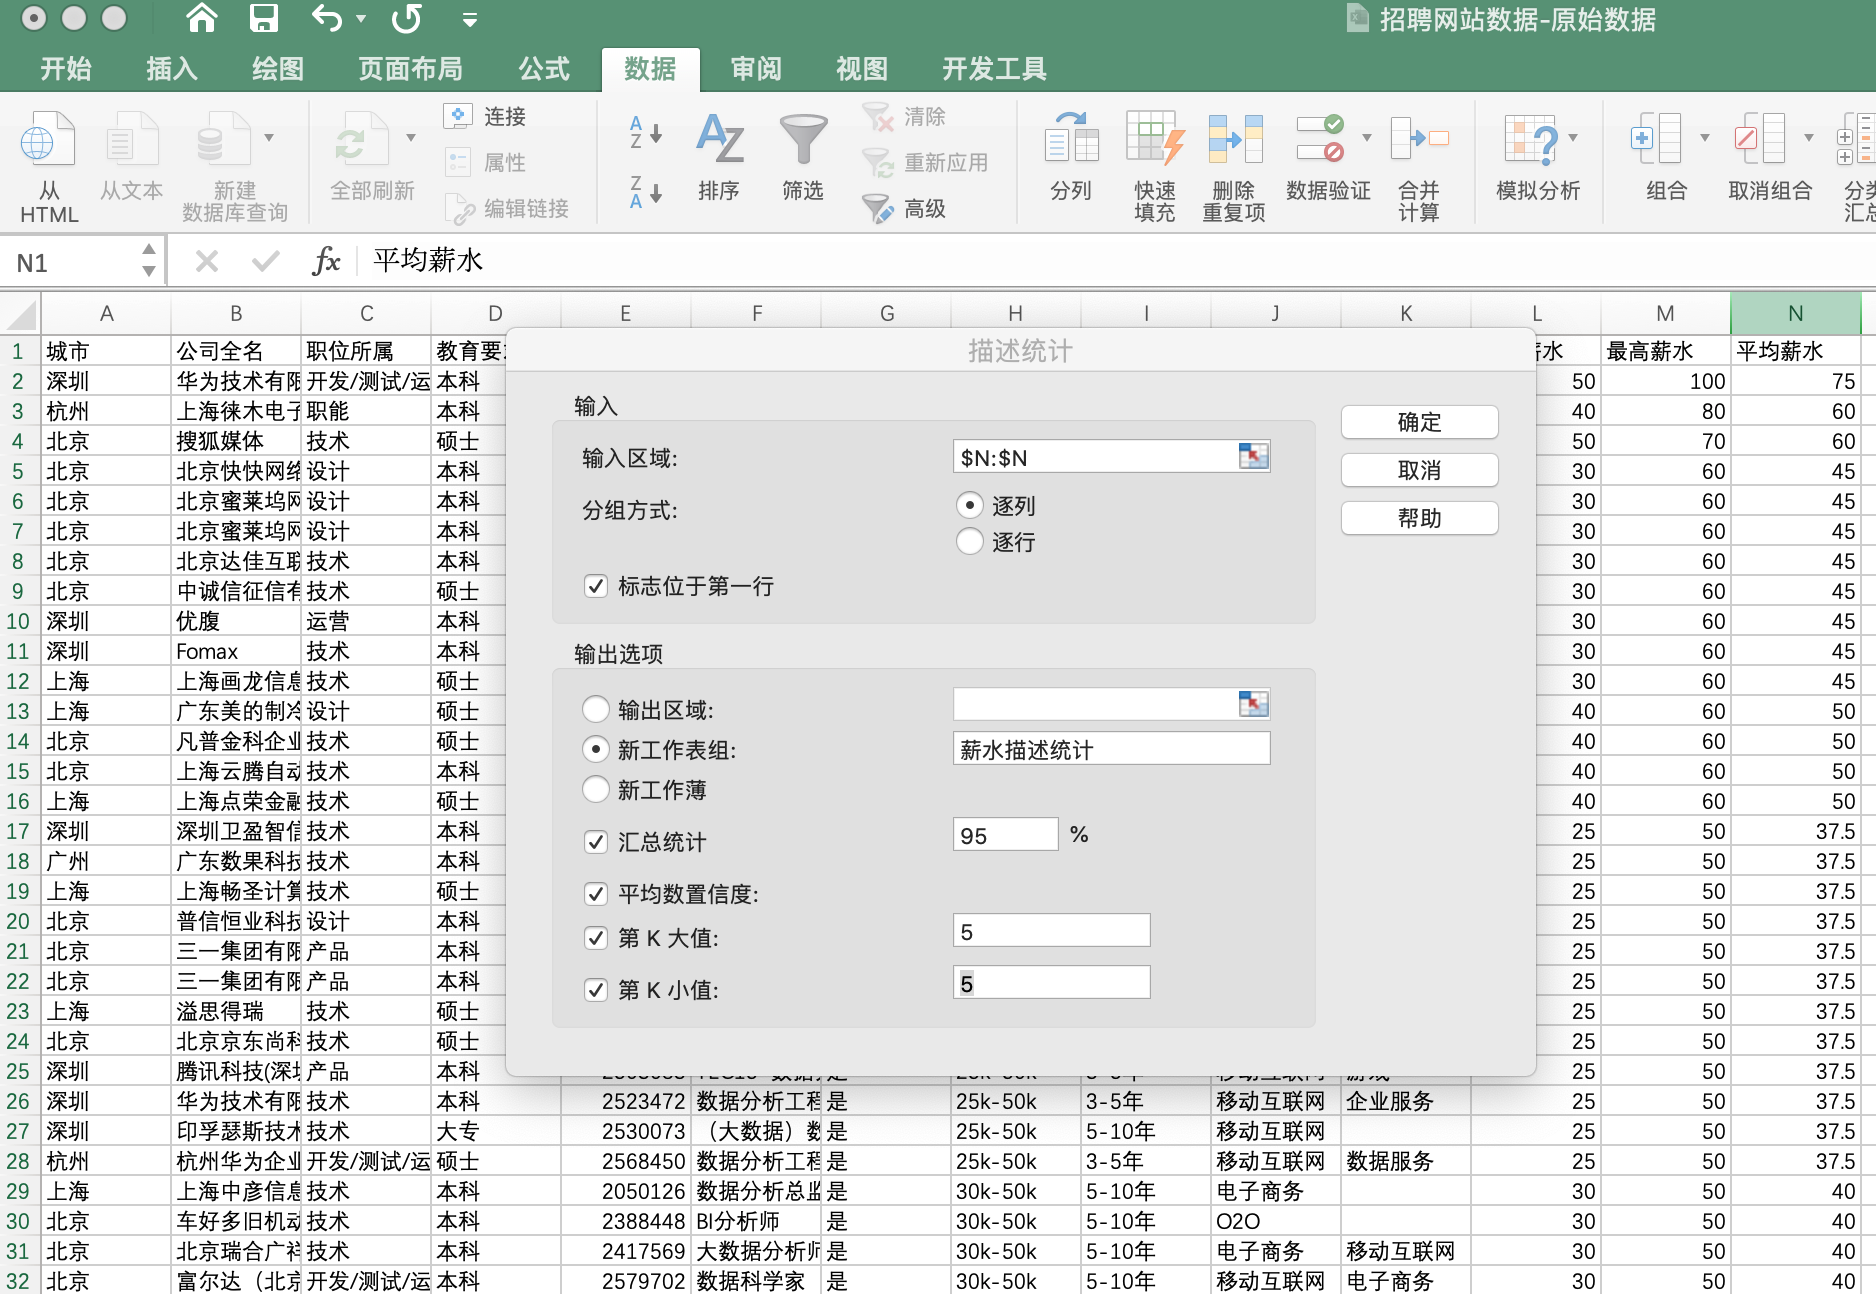 招聘网站数据-原始数据
开始 插入 绘图 页面布局 公式 数据 审阅 视图 开发工具
从 HTML
从文本
新建 数据库查询
全部刷新
连接
属性
编辑链接
排序
筛选
清除
重新应用
高级
分列
快速 填充
删除 重复项
数据验证
合并 计算
模拟分析
组合
取消组合
N1 fx 平均薪水
A B C D E F G H I J K L M N
描述统计
输入
输入区域: $N:$N
分组方式: 逐列
逐行
标志位于第一行
确定
取消
帮助
输出选项
输出区域:
新工作表组: 薪水描述统计
新工作薄
汇总统计 95 %
平均数置信度:
第 K 大值: 5
第 K 小值: 5
1 城市 公司全名 职位所属 教育要 薪水 最高薪水 平均薪水
2 深圳 华为技术有限 开发/测试/运 本科 50 100 75
3 杭州 上海徕木电子 职能 本科 40 80 60
4 北京 搜狐媒体 技术 硕士 50 70 60
5 北京 北京快快网络 设计 本科 30 60 45
6 北京 北京蜜莱坞网 设计 本科 30 60 45
7 北京 北京蜜莱坞网 设计 本科 30 60 45
8 北京 北京达佳互联 技术 本科 30 60 45
9 北京 中诚信征信有 技术 硕士 30 60 45
10 深圳 优腹 运营 本科 30 60 45
11 深圳 Fomax 技术 本科 30 60 45
12 上海 上海画龙信息 技术 硕士 30 60 45
13 上海 广东美的制冷 设计 硕士 40 60 50
14 北京 凡普金科企业 技术 硕士 40 60 50
15 北京 上海云腾自动 技术 本科 40 60 50
16 上海 上海点荣金融 技术 硕士 40 60 50
17 深圳 深圳卫盈智信 技术 本科 25 50 37.5
18 广州 广东数果科技 技术 本科 25 50 37.5
19 上海 上海畅圣计算 技术 硕士 25 50 37.5
20 北京 普信恒业科技 设计 本科 25 50 37.5
21 北京 三一集团有限 产品 本科 25 50 37.5
22 北京 三一集团有限 产品 本科 25 50 37.5
23 上海 溢思得瑞 技术 硕士 25 50 37.5
24 北京 北京京东尚科 技术 硕士 25 50 37.5
25 深圳 腾讯科技(深圳 产品 本科 25 50 37.5
26 深圳 华为技术有限 技术 本科 2523472 数据分析工程 是 25k-50k 3-5年 移动互联网 企业服务 25 50 37.5
27 深圳 印孚瑟斯技术 技术 大专 2530073 （大数据）数 是 25k-50k 5-10年 移动互联网 25 50 37.5
28 杭州 杭州华为企业 开发/测试/运 硕士 2568450 数据分析工程 是 25k-50k 3-5年 移动互联网 数据服务 25 50 37.5
29 上海 上海中彦信息 技术 本科 2050126 数据分析总监 是 30k-50k 5-10年 电子商务 30 50 40
30 北京 车好多旧机动 技术 本科 2388448 BI分析师 是 30k-50k 5-10年 O2O 30 50 40
31 北京 北京瑞合广祥 技术 本科 2417569 大数据分析师 是 30k-50k 5-10年 电子商务 移动互联网 30 50 40
32 北京 富尔达（北京 开发/测试/运 本科 2579702 数据科学家 是 30k-50k 5-10年 移动互联网 电子商务 30 50 40